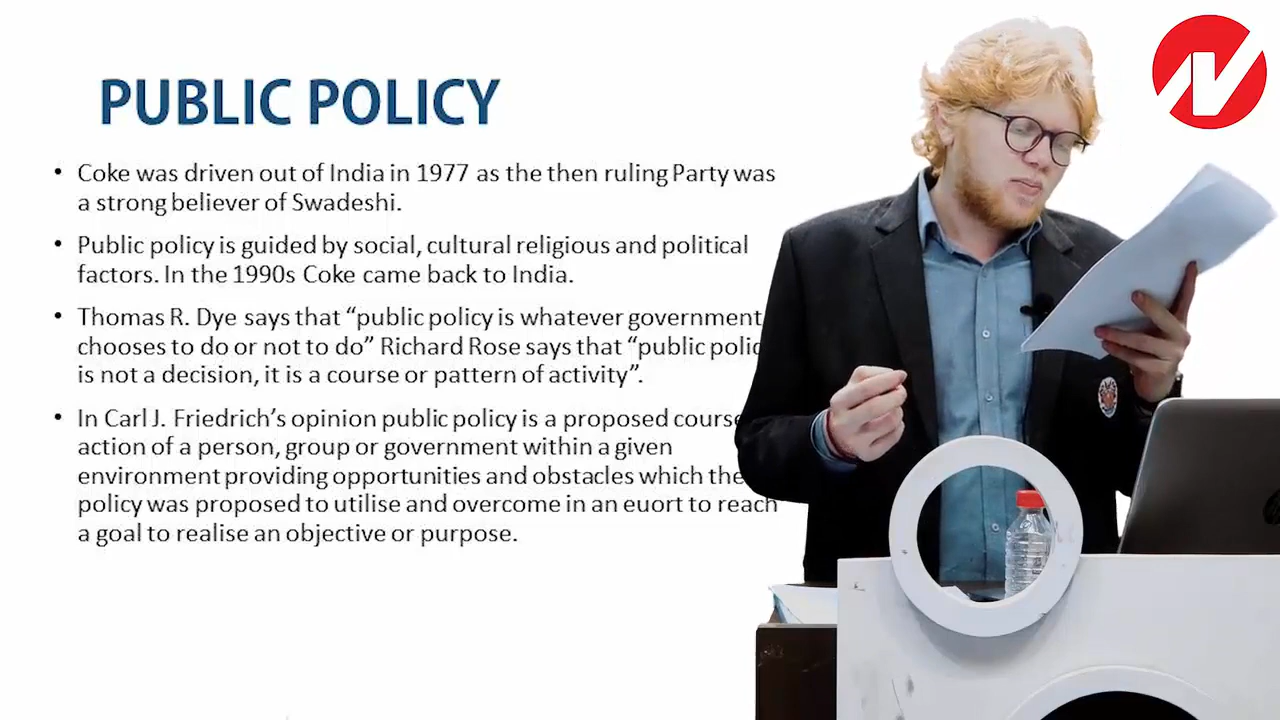 PUBLIC POLICY
• Coke was driven out of India in 1977 as the then ruling Party was
a strong believer of Swadeshi.
• Public policy is guided by social, cultural religious and political
factors. In the 1990s Coke came back to India.
• Thomas R. Dye says that “public policy is whatever government
chooses to do or not to do” Richard Rose says that “public polic
is not a decision, it is a course or pattern of activity”.
• In Carl J. Friedrich’s opinion public policy is a proposed course
action of a person, group or government within a given
environment providing opportunities and obstacles which the
policy was proposed to utilise and overcome in an euort to reach
a goal to realise an objective or purpose.